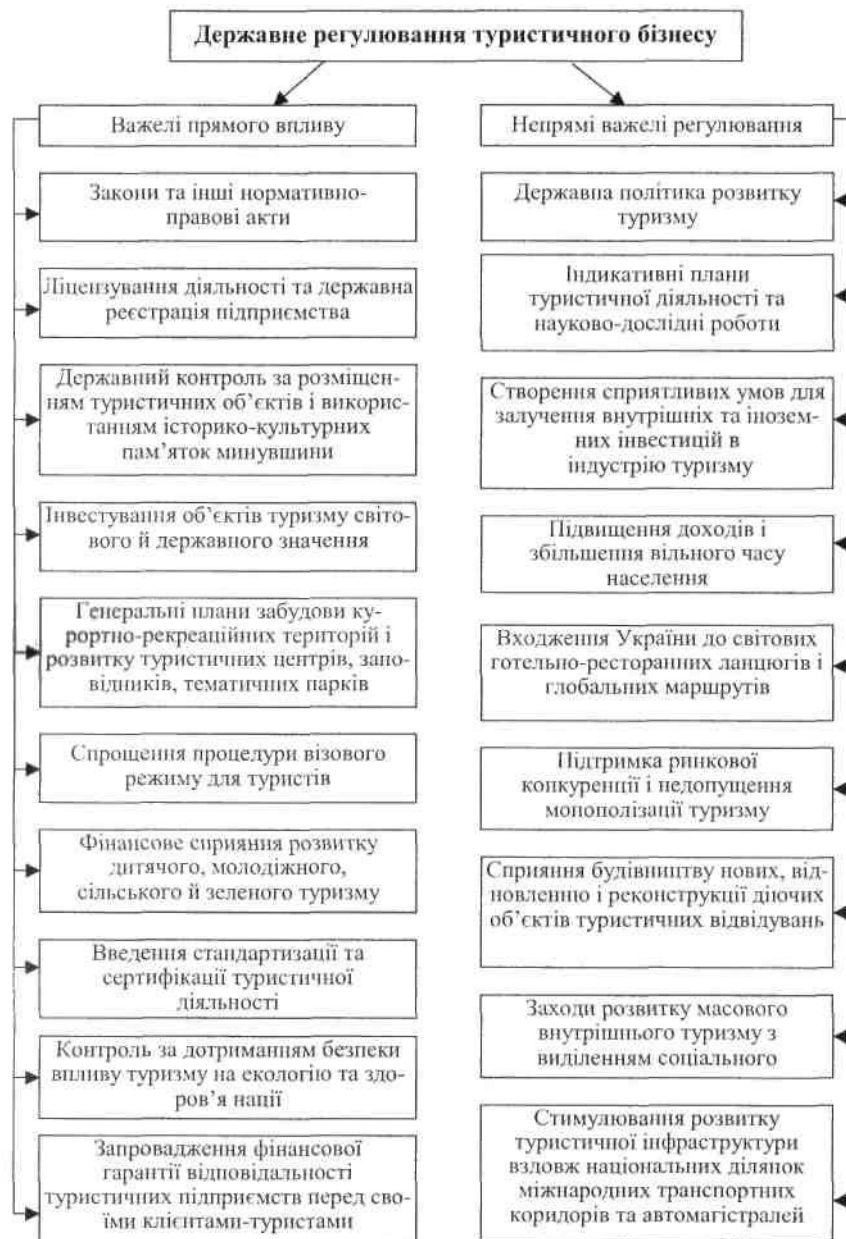 Державне регулювання туристичного бізнесу
Важелі прямого впливу
Закони та інші нормативно-
правові акти
Ліцензування діяльності та державна
реєстрація підприємства
Державний контроль за розміщен-
ням туристичних об’єктів і викорис-
танням історико-культурних
пам’яток минувшини
Інвестування об’єктів туризму світо-
вого й державного значення
Генеральні плани забудови ку-
рортно-рекреаційних територій і
розвитку туристичних центрів, запо-
відників, тематичних парків
Спрощення процедури візового
режиму для туристів
Фінансове сприяння розвитку
дитячого, молодіжного,
сільського й зеленого туризму
Введення стандартизації та
сертифікації туристичної
діяльності
Контроль за дотриманням безпеки
впливу туризму на екологію та здо-
ров’я нації
Запровадження фінансової
гарантії відповідальності
туристичних підприємств перед сво-
їми клієнтами-туристами
Непрямі важелі регулювання
Державна політика розвитку
туризму
Індикативні плани
туристичної діяльності та
науково-дослідні роботи
Створення сприятливих умов для
залучення внутрішніх та інозем-
них інвестицій в
індустрію туризму
Підвищення доходів і
збільшення вільного часу
населення
Входження України до світових
готельно-ресторанних ланцюгів і
глобальних маршрутів
Підтримка ринкової
конкуренції і недопущення
монополізації туризму
Сприяння будівництву нових, від-
новленню і реконструкції діючих
об’єктів туристичних відвідувань
Заходи розвитку масового
внутрішнього туризму з
виділенням соціального
Стимулювання розвитку
туристичної інфраструктури
вздовж національних ділянок
міжнародних транспортних
коридорів та автомагістралей